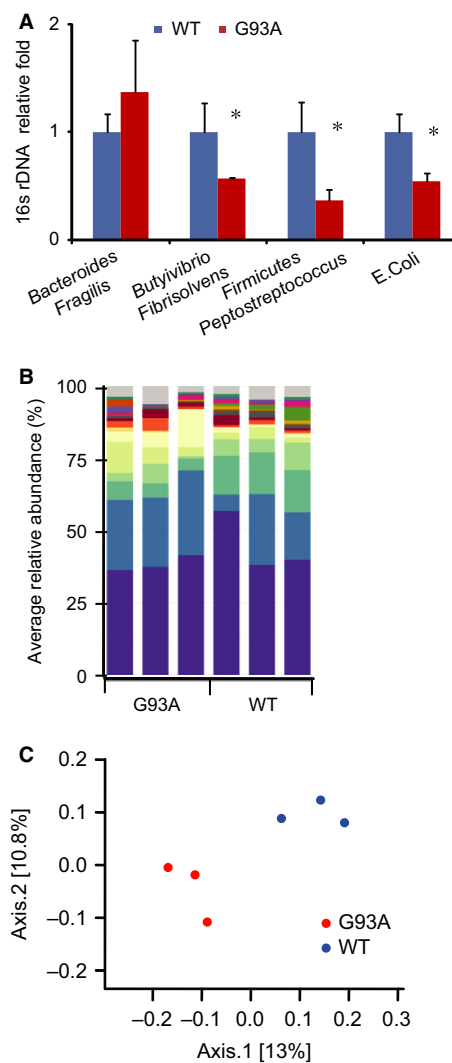 A
WT G93A
16s rDNA relative fold
2
1
0
Bacteroides Fragilis
Butyivibrio Fibrisolvens
Firmicutes Peptostreptococcus
E.Coli
*
*
*
B
Average relative abundance (%)
100
75
50
25
0
G93A WT
C
Axis.2 [10.8%]
0.2
0.1
0.0
–0.1
–0.2
G93A
WT
–0.2 –0.1 0.0 0.1 0.2 0.3
Axis.1 [13%]